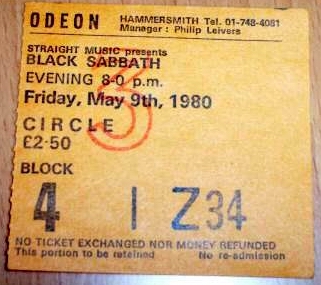 ODEON HAMMERSMITH Tel. 01-748-4081
Manager : Philip Leivers
STRAIGHT MUSIC presents
BLACK SABBATH
EVENING 8-0 p.m.
Friday, May 9th, 1980
3
CIRCLE
£2·50
BLOCK
4 1 Z34
NO TICKET EXCHANGED NOR MONEY REFUNDED
This portion to be retained No re-admission